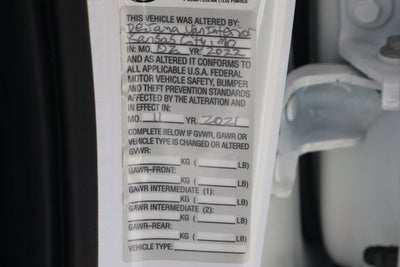 THIS VEHICLE WAS ALTERED BY:
DeJama Van Interior
Kansas City, MO
IN: MO. 02 YR. 2022
AND AS ALTERED IT CONFORMS TO
ALL APPLICABLE U.S.A. FEDERAL
MOTOR VEHICLE SAFETY, BUMPER
AND THEFT PREVENTION STANDARDS
AFFECTED BY THE ALTERATION AND
IN EFFECT IN:
MO. 11 YR. 2021
COMPLETE BELOW IF GVWR, GAWR OR
VEHICLE TYPE IS CHANGED OR ALTERED
GVWR:
KG ( LB)
GAWR-FRONT:
KG ( LB)
GAWR INTERMEDIATE (1):
KG ( LB)
GAWR INTERMEDIATE (2):
KG ( LB)
GAWR-REAR:
KG ( LB)
VEHICLE TYPE: